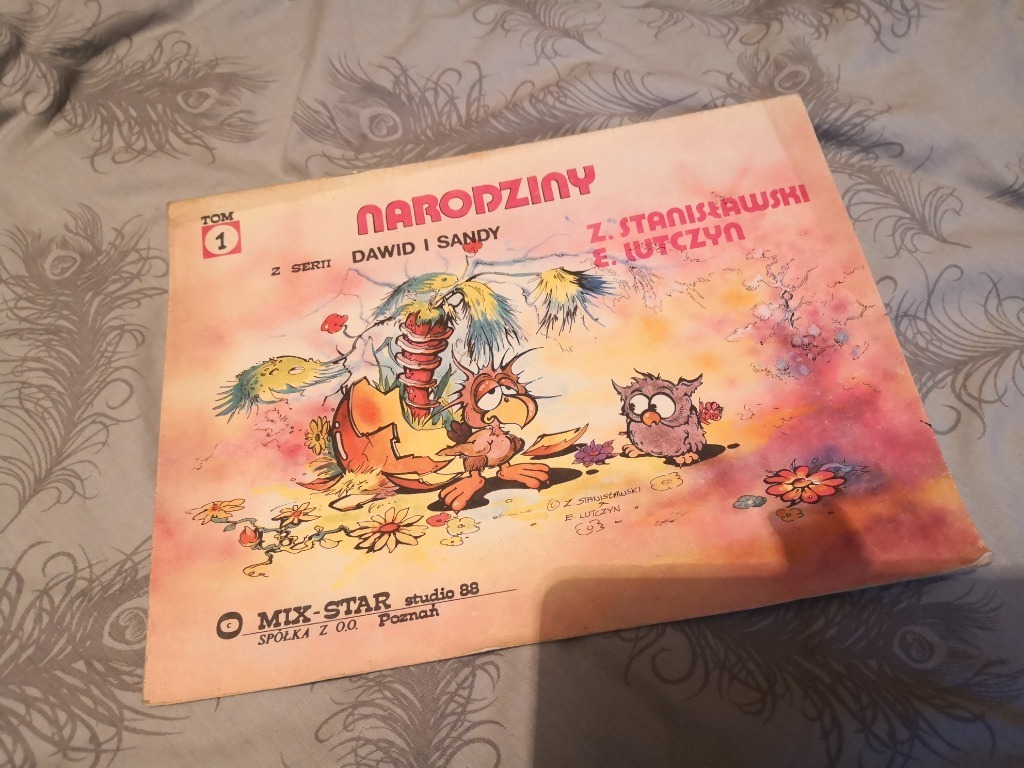 TOM
1
NARODZINY
Z SERII DAWID I SANDY
Z. STANISŁAWSKI
E. LUTCZYN
© Z STANISŁAWSKI
E. LUTCZYN
© MIX-STAR studio 88
SPÓŁKA Z O.O. Poznań